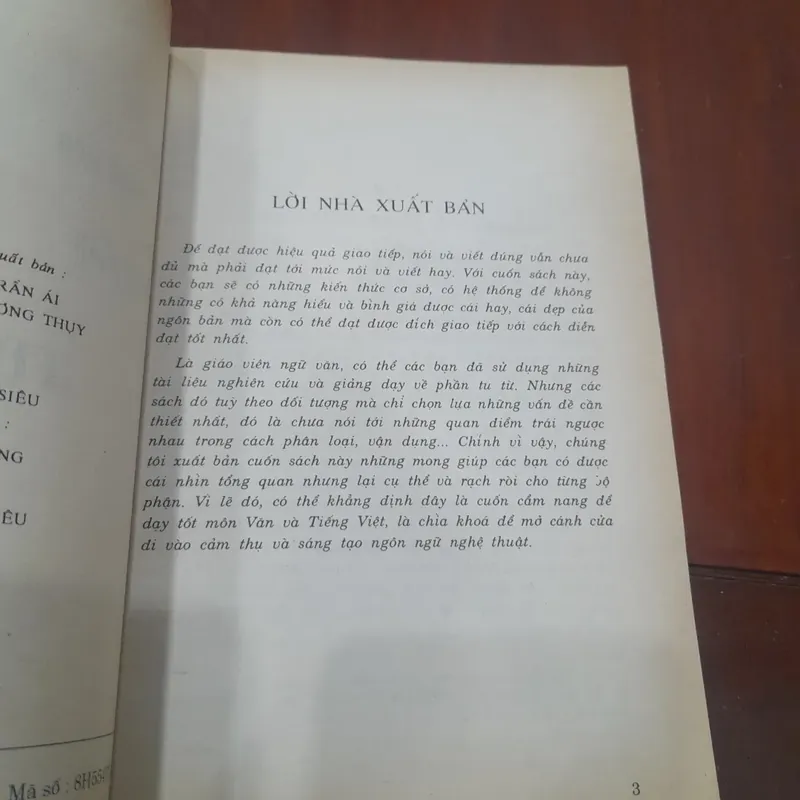 uất bản :
RẦN ÁI
ƠNG THỤY
SIÊU
:
NG
ÊU
Mã số : 8H554
LỜI NHÀ XUẤT BẢN
Để đạt được hiệu quả giao tiếp, nói và viết đúng vẫn chưa
đủ mà phải đạt tới mức nói và viết hay. Với cuốn sách này,
các bạn sẽ có những kiến thức cơ sở, có hệ thống để không
những có khả năng hiểu và bình giá được cái hay, cái đẹp của
ngôn bản mà còn có thể đạt được đích giao tiếp với cách diễn
đạt tốt nhất.
Là giáo viên ngữ văn, có thể các bạn đã sử dụng những
tài liệu nghiên cứu và giảng dạy về phần tu từ. Nhưng các
sách đó tuỳ theo đối tượng mà chỉ chọn lựa những vấn đề cần
thiết nhất, đó là chưa nói tới những quan điểm trái ngược
nhau trong cách phân loại, vận dụng... Chính vì vậy, chúng
tôi xuất bản cuốn sách này những mong giúp các bạn có được
cái nhìn tổng quan nhưng lại cụ thể và rạch ròi cho từng bộ
phận. Vì lẽ đó, có thể khẳng định đây là cuốn cẩm nang để
dạy tốt môn Văn và Tiếng Việt, là chìa khoá để mở cánh cửa
đi vào cảm thụ và sáng tạo ngôn ngữ nghệ thuật.
3